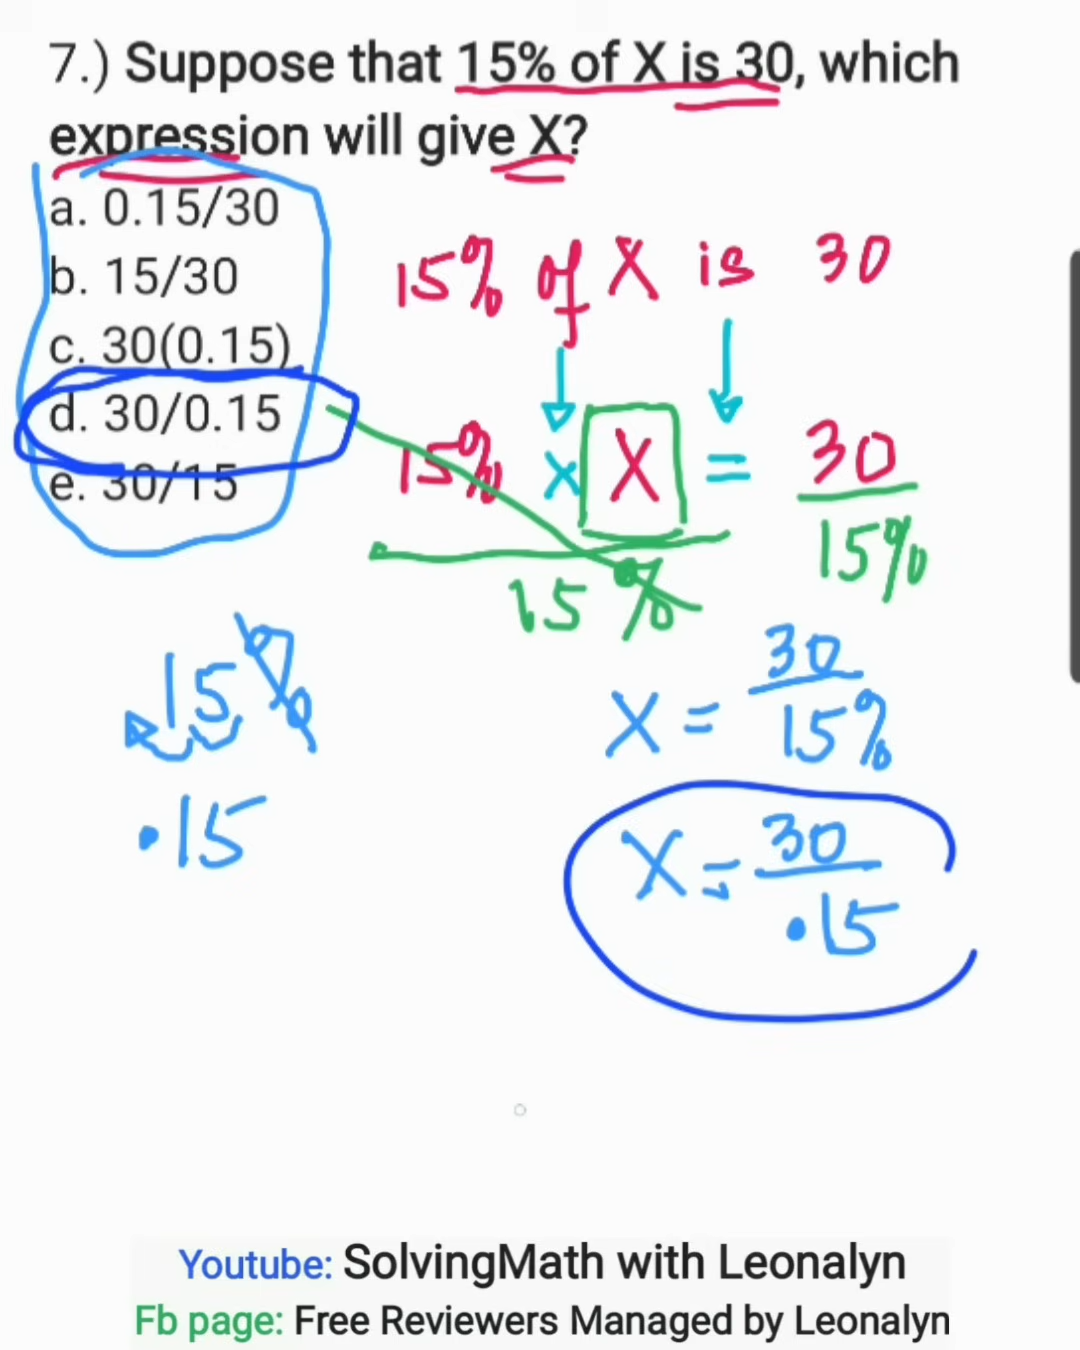 7.) Suppose that 15% of X is 30, which
expression will give X?
a. 0.15/30
b. 15/30
c. 30(0.15)
d. 30/0.15
e. 30/15
15% of X is 30
15% x X = 30
15% 15%
15%
.15
X = 30
15%
X = 30
.15
Youtube: SolvingMath with Leonalyn
Fb page: Free Reviewers Managed by Leonalyn